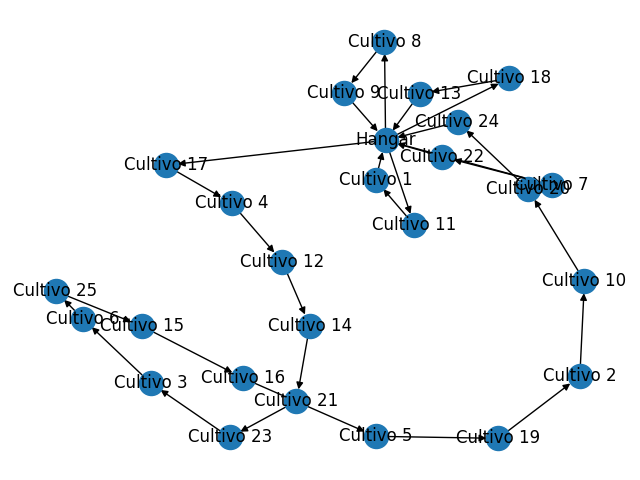 Cultivo 8
Cultivo 18
Cultivo 9
Cultivo 13
Cultivo 24
Hangar
Cultivo 22
Cultivo 17
Cultivo 1
Cultivo 20
Cultivo 7
Cultivo 4
Cultivo 11
Cultivo 12
Cultivo 10
Cultivo 25
Cultivo 6
Cultivo 15
Cultivo 14
Cultivo 16
Cultivo 3
Cultivo 2
Cultivo 21
Cultivo 23
Cultivo 5
Cultivo 19